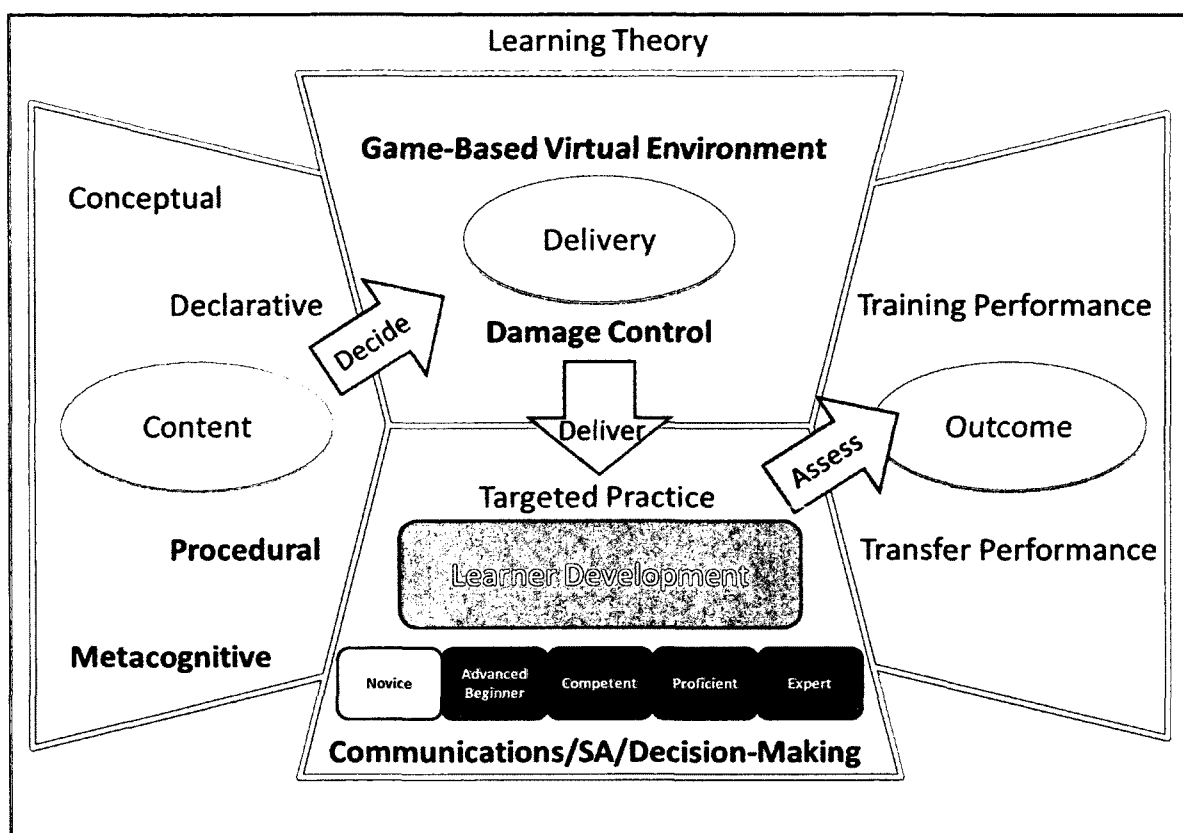 Learning Theory
Game-Based Virtual Environment
Conceptual
Delivery
Declarative
Decide
Damage Control
Training Performance
Content
Deliver
Assess
Outcome
Targeted Practice
Procedural
Learner Development
Transfer Performance
Metacognitive
Novice
Advanced
Beginner
Competent
Proficient
Expert
Communications/SA/Decision-Making